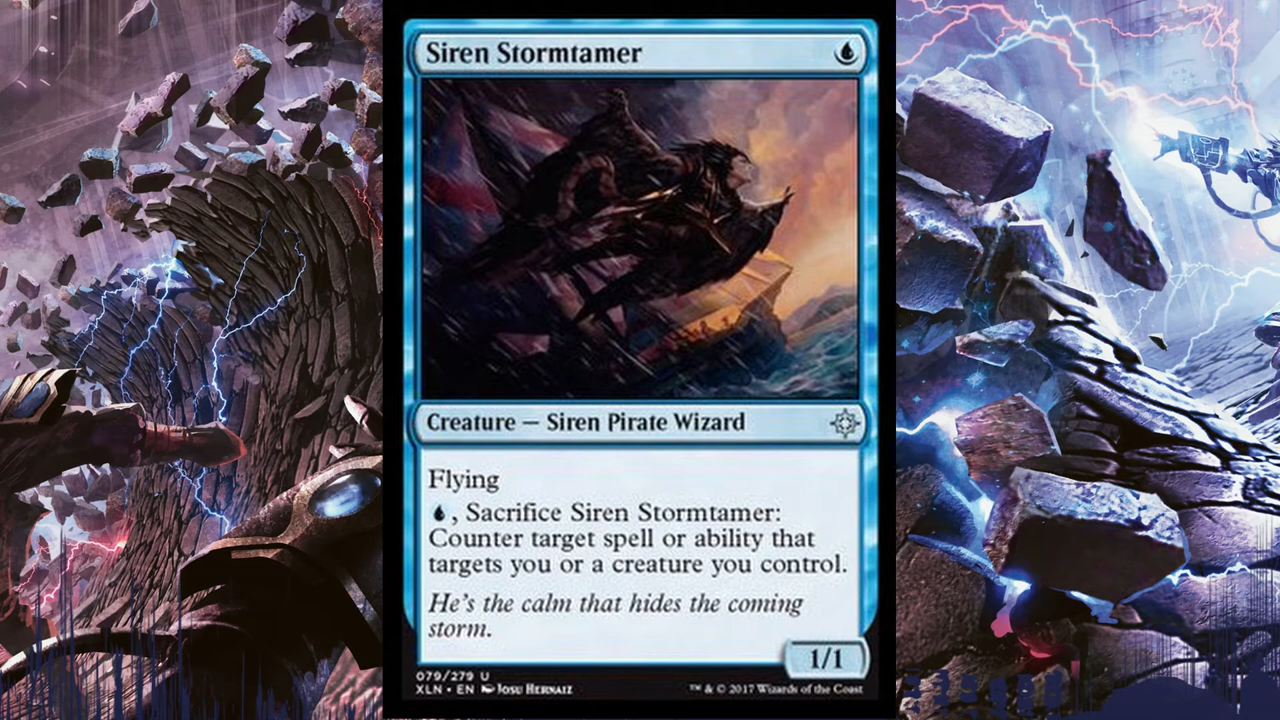 Siren Stormtamer
Creature — Siren Pirate Wizard
Flying
, Sacrifice Siren Stormtamer:
Counter target spell or ability that
targets you or a creature you control.
He's the calm that hides the coming
storm.
1/1
079/279 U
XLN • EN Josu Hernaiz
™ & © 2017 Wizards of the Coast